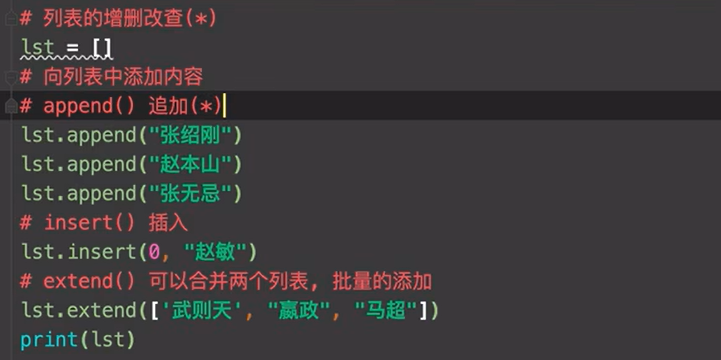 # 列表的增删改查(*)
lst = []
# 向列表中添加内容
# append() 追加(*)
lst.append("张绍刚")
lst.append("赵本山")
lst.append("张无忌")
# insert() 插入
lst.insert(0, "赵敏")
# extend() 可以合并两个列表, 批量的添加
lst.extend(['武则天', "嬴政", "马超"])
print(lst)